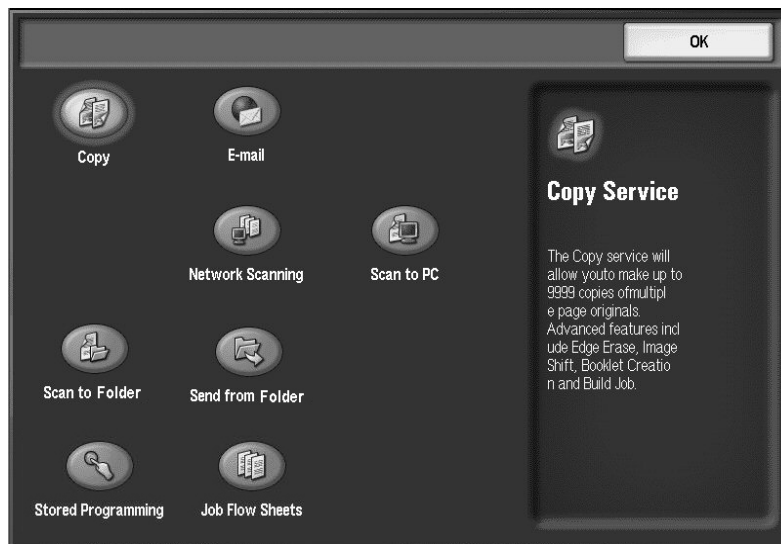 OK
Copy
E-mail
Network Scanning
Scan to PC
Scan to Folder
Send from Folder
Stored Programming
Job Flow Sheets
Copy Service
The Copy service will
allow youto make up to
9999 copies ofmultipl
e page originals.
Advanced features incl
ude Edge Erase, Image
Shift, Booklet Creatio
n and Build Job.